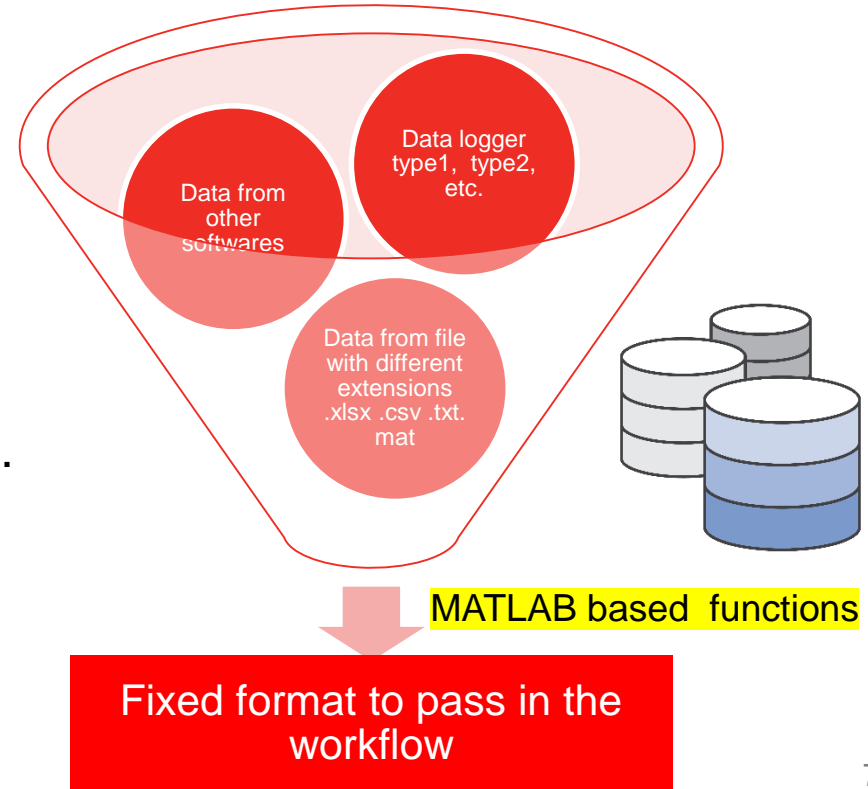 Data logger
type1, type2,
etc.
Data from
other
softwares
Data from file
with different
extensions
.xlsx .csv .txt.
mat
.
MATLAB based functions
Fixed format to pass in the
workflow